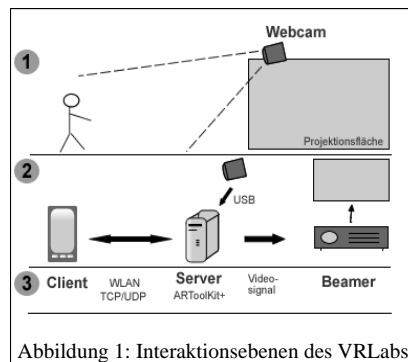 Webcam
1
Projektionsfläche
2
USB
Client
WLAN
TCP/UDP
Server
ARToolKit+
Video-
signal
Beamer
3
Abbildung 1: Interaktionsebenen des VRLabs